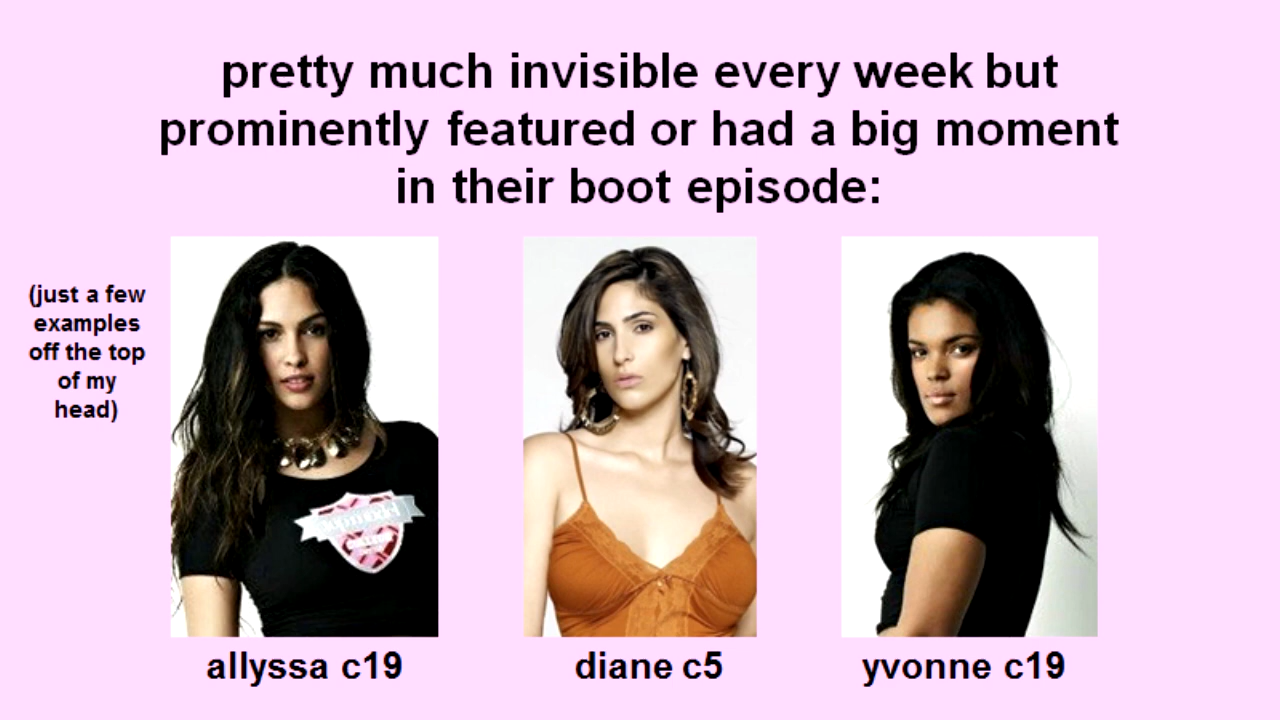 pretty much invisible every week but
prominently featured or had a big moment
in their boot episode:
(just a few
examples
off the top
of my
head)
allyssa c19
diane c5
yvonne c19